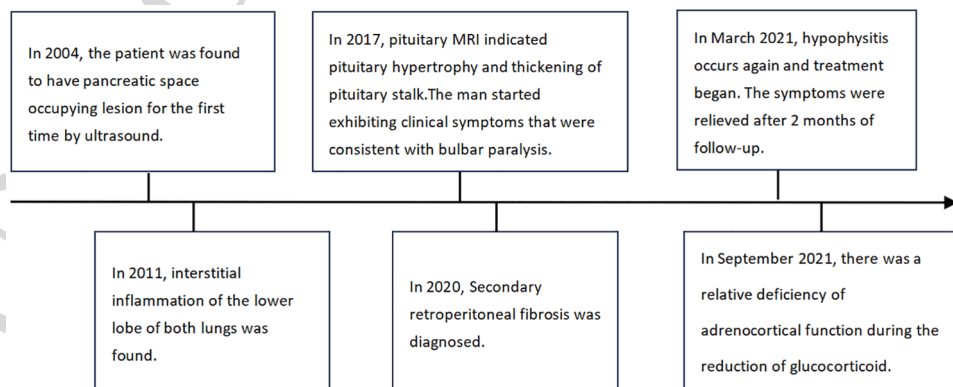 In 2004, the patient was found
to have pancreatic space
occupying lesion for the first
time by ultrasound.
In 2017, pituitary MRI indicated
pituitary hypertrophy and thickening of
pituitary stalk.The man started
exhibiting clinical symptoms that were
consistent with bulbar paralysis.
In March 2021, hypophysitis
occurs again and treatment
began. The symptoms were
relieved after 2 months of
follow-up.
In 2011, interstitial
inflammation of the lower
lobe of both lungs was
found.
In 2020, Secondary
retroperitoneal fibrosis was
diagnosed.
In September 2021, there was a
relative deficiency of
adrenocortical function during the
reduction of glucocorticoid.